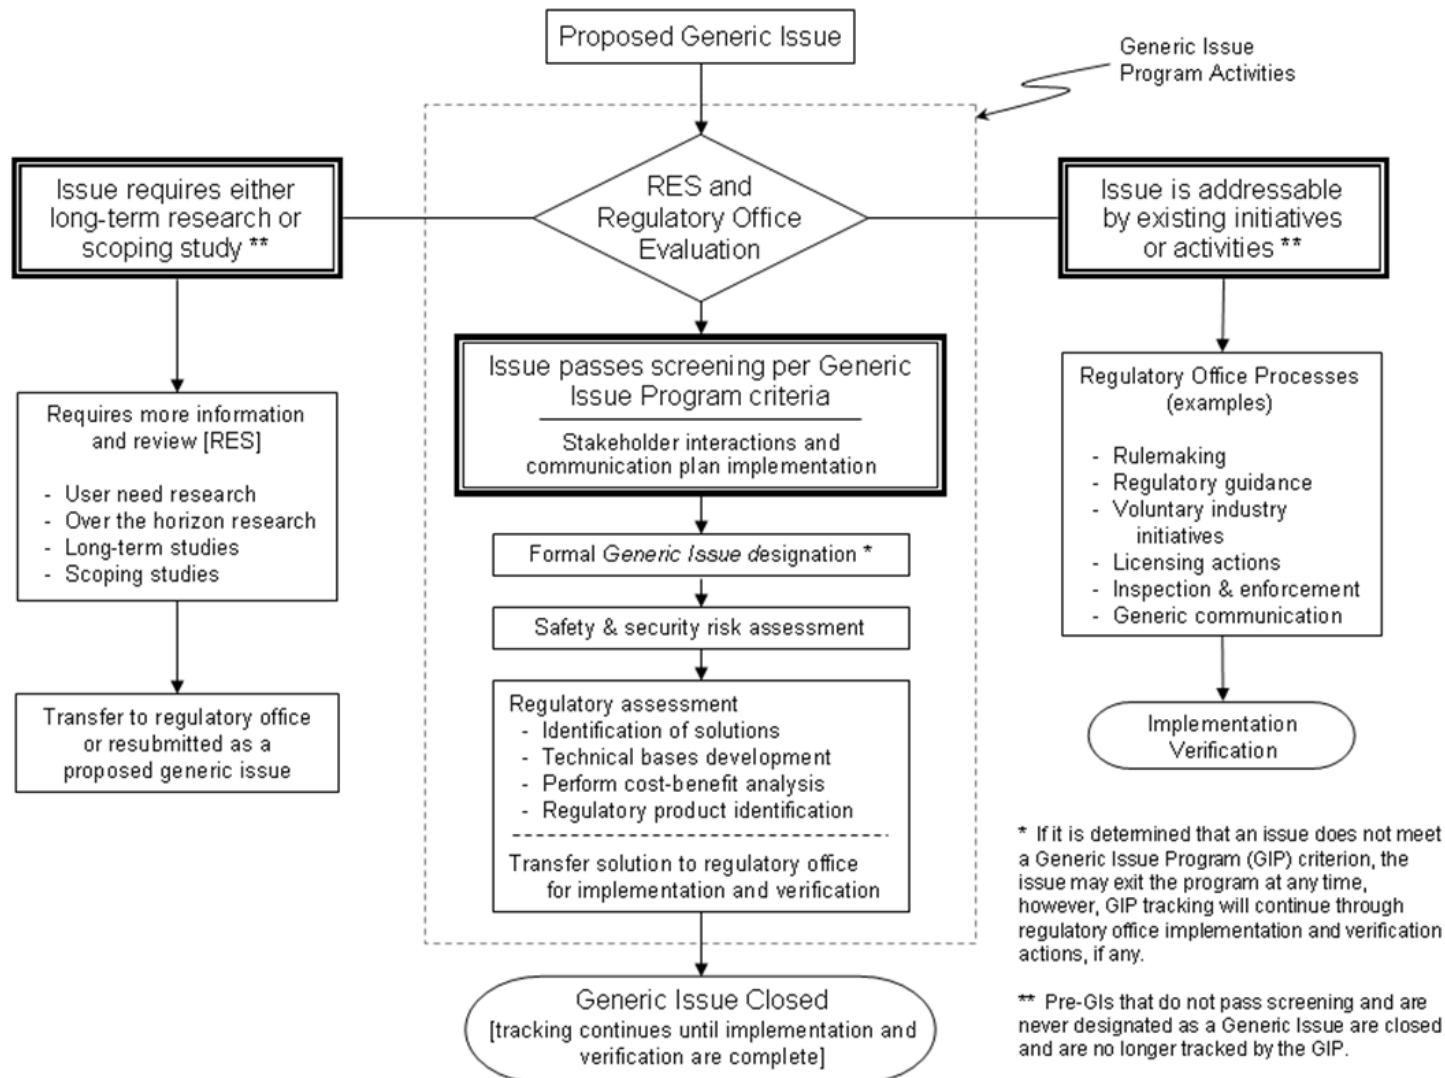 Proposed Generic Issue
Generic Issue
Program Activities
RES and
Regulatory Office
Evaluation
Issue requires either
long-term research or
scoping study **
Issue is addressable
by existing initiatives
or activities **
Issue passes screening per Generic
Issue Program criteria
Stakeholder interactions and
communication plan implementation
Requires more information
and review [RES]
- User need research
- Over the horizon research
- Long-term studies
- Scoping studies
Regulatory Office Processes
(examples)
- Rulemaking
- Regulatory guidance
- Voluntary industry
initiatives
- Licensing actions
- Inspection & enforcement
- Generic communication
Formal Generic Issue designation *
Safety & security risk assessment
Regulatory assessment
- Identification of solutions
- Technical bases development
- Perform cost-benefit analysis
- Regulatory product identification
Transfer solution to regulatory office
for implementation and verification
Transfer to regulatory office
or resubmitted as a
proposed generic issue
Implementation
Verification
Generic Issue Closed
[tracking continues until implementation and
verification are complete]
* If it is determined that an issue does not meet
a Generic Issue Program (GIP) criterion, the
issue may exit the program at any time,
however, GIP tracking will continue through
regulatory office implementation and verification
actions, if any.
** Pre-GIs that do not pass screening and are
never designated as a Generic Issue are closed
and are no longer tracked by the GIP.